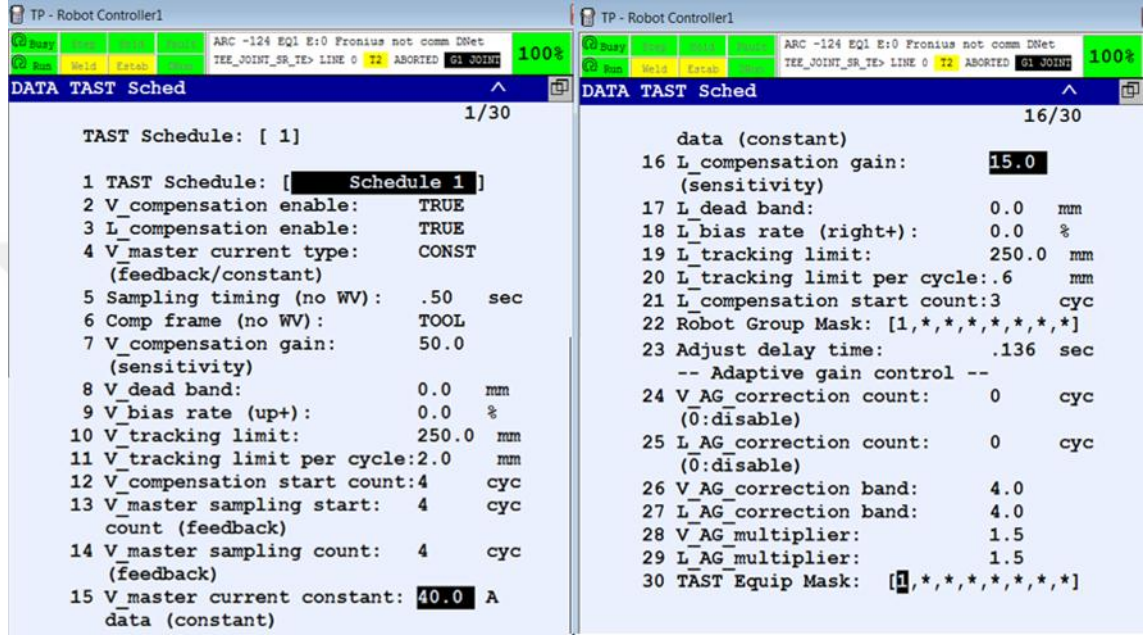 TP - Robot Controller1
Busy Step Hold Fault
Run Weld Estab
ARC -124 EQ1 E:0 Fronius not comm DNet
TEE_JOINT_SR_TE> LINE 0 T2 ABORTED G1 JOINT
100%
DATA TAST Sched
1/30
TAST Schedule: [ 1]
1 TAST Schedule: [ Schedule 1 ]
2 V_compensation enable: TRUE
3 L_compensation enable: TRUE
4 V_master current type: CONST
(feedback/constant)
5 Sampling timing (no WV): .50 sec
6 Comp frame (no WV): TOOL
7 V_compensation gain: 50.0
(sensitivity)
8 V_dead band: 0.0 mm
9 V_bias rate (up+): 0.0 %
10 V_tracking limit: 250.0 mm
11 V_tracking limit per cycle:2.0 mm
12 V_compensation start count:4 cyc
13 V_master sampling start: 4 cyc
count (feedback)
14 V_master sampling count: 4 cyc
(feedback)
15 V_master current constant: 40.0 A
data (constant)
TP - Robot Controller1
Busy Step Hold Fault
Run Weld Estab
ARC -124 EQ1 E:0 Fronius not comm DNet
TEE_JOINT_SR_TE> LINE 0 T2 ABORTED G1 JOINT
100%
DATA TAST Sched
16/30
data (constant)
16 L_compensation gain: 15.0
(sensitivity)
17 L_dead band: 0.0 mm
18 L_bias rate (right+): 0.0 %
19 L_tracking limit: 250.0 mm
20 L_tracking limit per cycle:.6 mm
21 L_compensation start count:3 cyc
22 Robot Group Mask: [1,*,*,*,*,*,*,*]
23 Adjust delay time: .136 sec
-- Adaptive gain control --
24 V_AG_correction count: 0 cyc
(0:disable)
25 L_AG_correction count: 0 cyc
(0:disable)
26 V_AG_correction band: 4.0
27 L_AG_correction band: 4.0
28 V_AG_multiplier: 1.5
29 L_AG_multiplier: 1.5
30 TAST Equip Mask: [1,*,*,*,*,*,*,*]